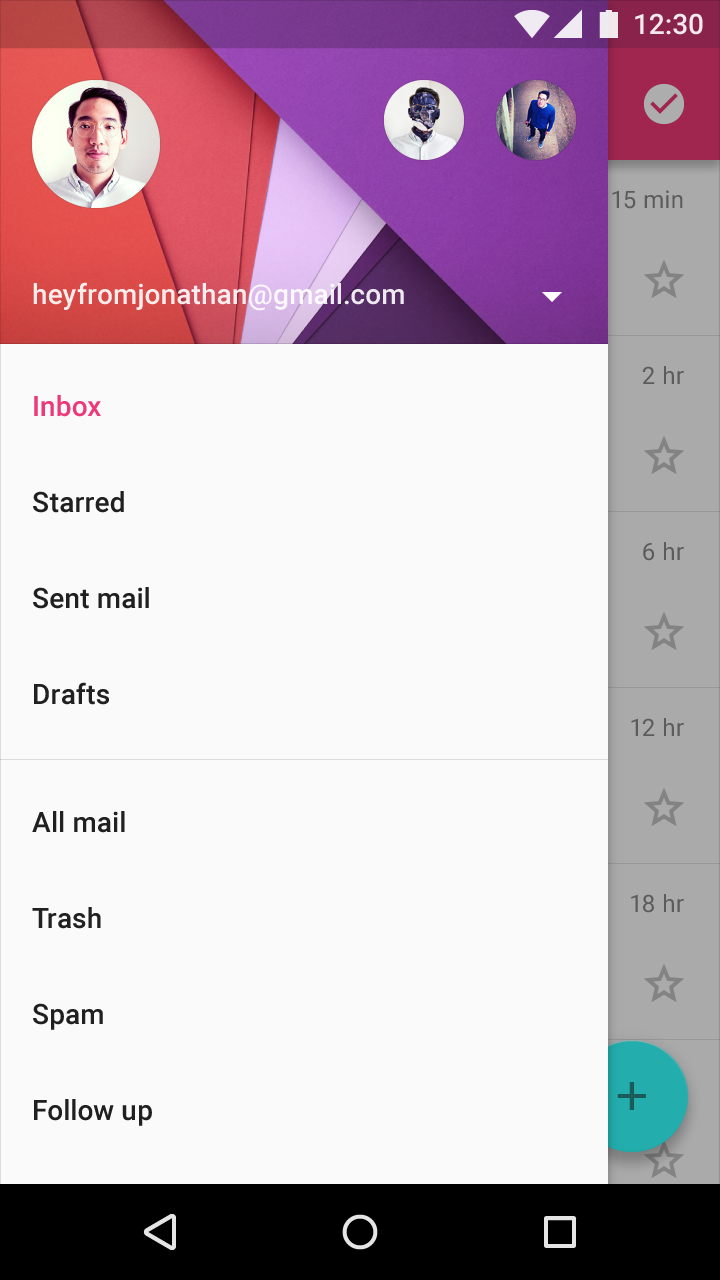 12:30
15 min
heyfromjonathan@gmail.com
2 hr
Inbox
Starred
6 hr
Sent mail
Drafts
12 hr
All mail
18 hr
Trash
Spam
Follow up